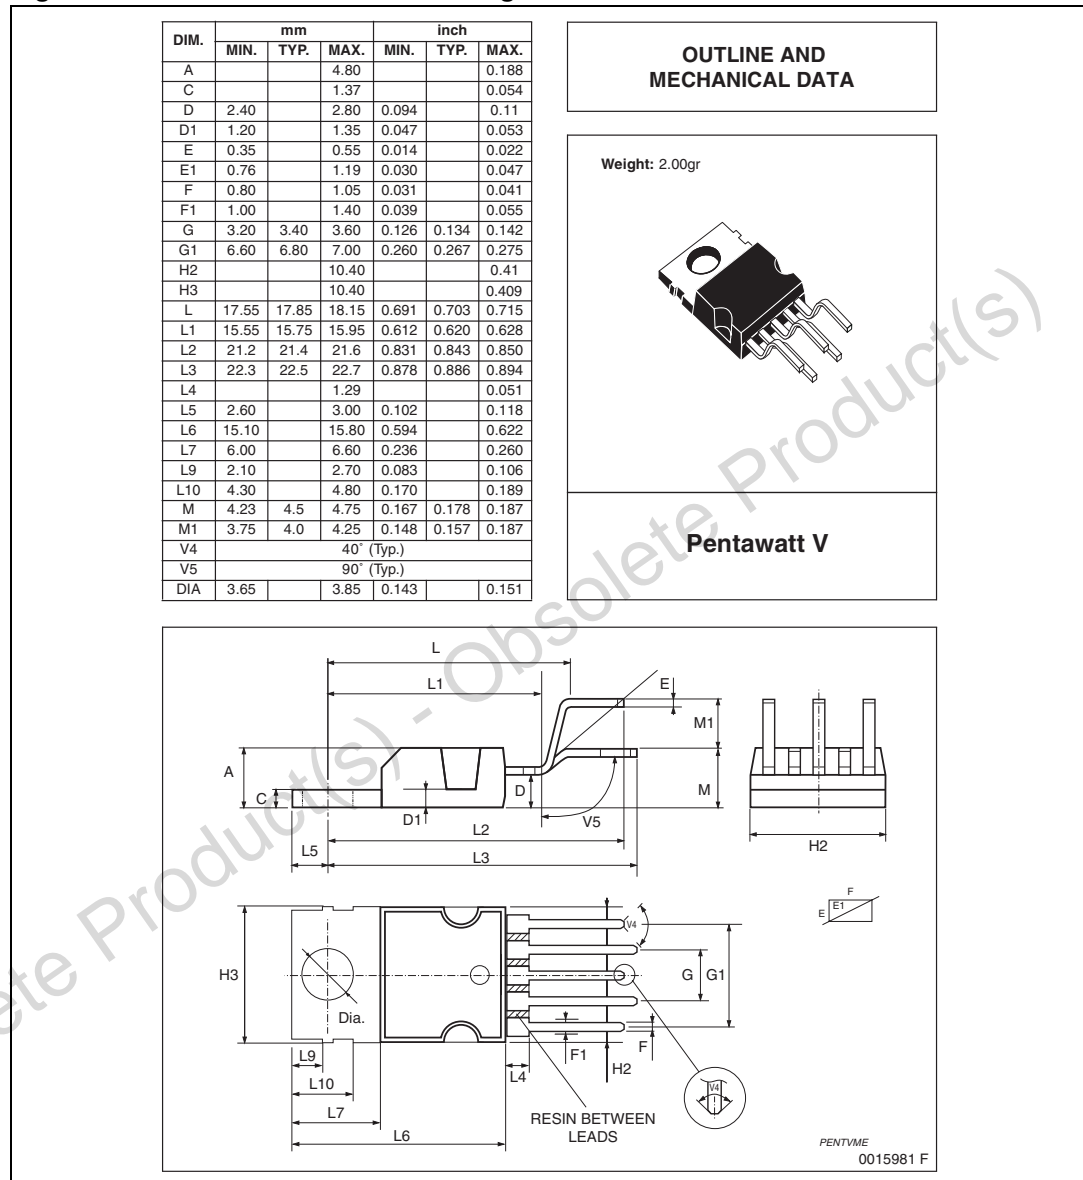 DIM. mm inch
MIN. TYP. MAX. MIN. TYP. MAX.
A 4.80 0.188
C 1.37 0.054
D 2.40 2.80 0.094 0.11
D1 1.20 1.35 0.047 0.053
E 0.35 0.55 0.014 0.022
E1 0.76 1.19 0.030 0.047
F 0.80 1.05 0.031 0.041
F1 1.00 1.40 0.039 0.055
G 3.20 3.40 3.60 0.126 0.134 0.142
G1 6.60 6.80 7.00 0.260 0.267 0.275
H2 10.40 0.41
H3 10.40 0.409
L 17.55 17.85 18.15 0.691 0.703 0.715
L1 15.55 15.75 15.95 0.612 0.620 0.628
L2 21.2 21.4 21.6 0.831 0.843 0.850
L3 22.3 22.5 22.7 0.878 0.886 0.894
L4 1.29 0.051
L5 2.60 3.00 0.102 0.118
L6 15.10 15.80 0.594 0.622
L7 6.00 6.60 0.236 0.260
L9 2.10 2.70 0.083 0.106
L10 4.30 4.80 0.170 0.189
M 4.23 4.5 4.75 0.167 0.178 0.187
M1 3.75 4.0 4.25 0.148 0.157 0.187
V4 40° (Typ.)
V5 90° (Typ.)
DIA 3.65 3.85 0.143 0.151
OUTLINE AND
MECHANICAL DATA
Weight: 2.00gr
Pentawatt V
L
L1
E
M1
A
C
D1
D
M
V5
L2
L5
L3
H2
F
E E1
V4
H3
G G1
Dia.
L9
L10
L4
F1
F
H2
L7
L6
V4
RESIN BETWEEN
LEADS
PENTVME
0015981 F
ete Product(s) - Obsolete Product(s)